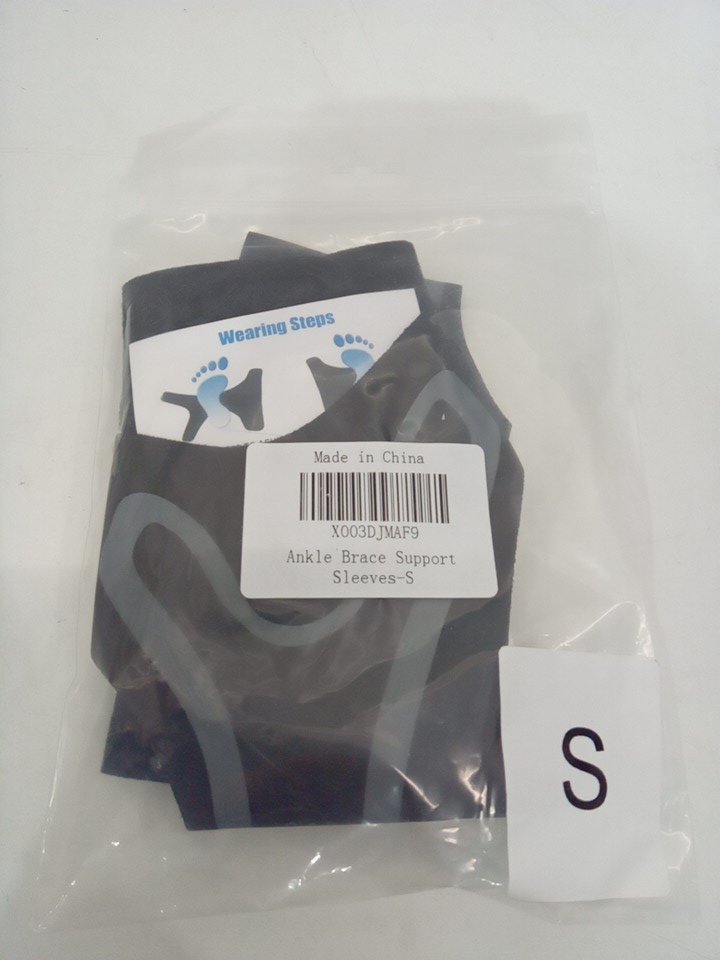 Wearing Steps
Made in China
X003DJMAF9
Ankle Brace Support
Sleeves-S
S